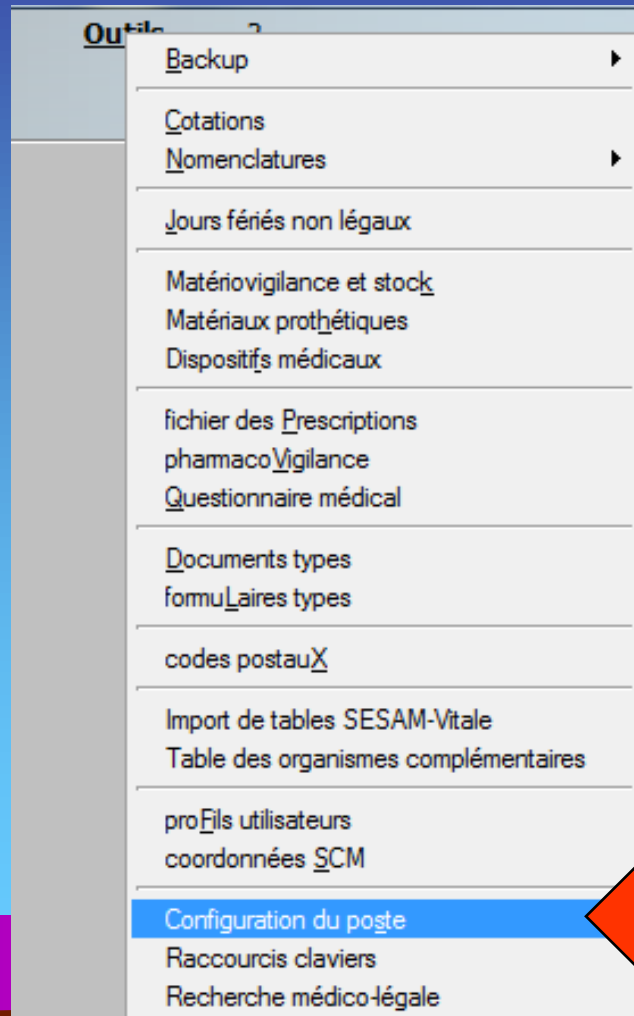 Outils ?
Backup
Cotations
Nomenclatures
Jours fériés non légaux
Matériovigilance et stock
Matériaux prothétiques
Dispositifs médicaux
fichier des Prescriptions
pharmacoVigilance
Questionnaire médical
Documents types
formuLaires types
codes postauX
Import de tables SESAM-Vitale
Table des organismes complémentaires
proFils utilisateurs
coordonnées SCM
Configuration du poste
Raccourcis claviers
Recherche médico-légale